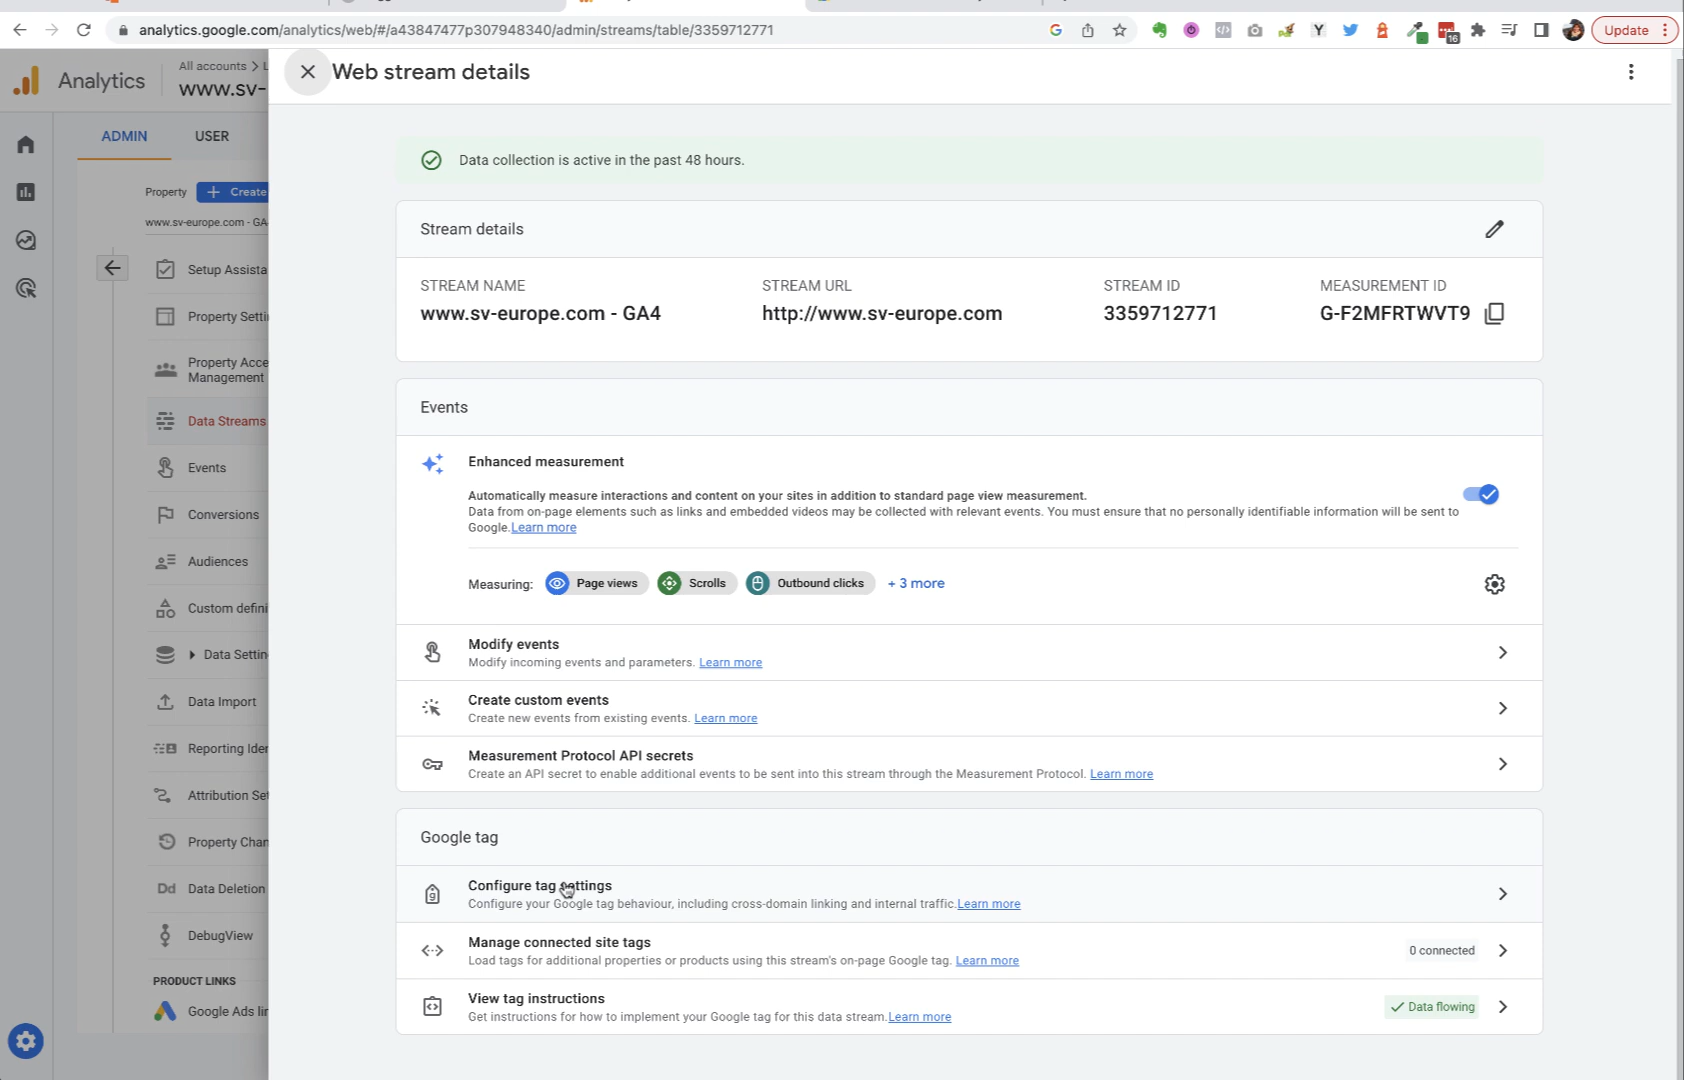 analytics.google.com/analytics/web/#/a43847477p307948340/admin/streams/table/3359712771
16
Update
Analytics
All accounts > L
www.sv-
Web stream details
ADMIN
USER
Property
+ Create
www.sv-europe.com - GA
Setup Assista
Property Setti
Property Acce
Management
Data Streams
Events
Conversions
Audiences
Custom defini
Data Settin
Data Import
Reporting Iden
Attribution Set
Property Chan
Dd Data Deletion
DebugView
PRODUCT LINKS
Google Ads lin
Data collection is active in the past 48 hours.
Stream details
STREAM NAME
STREAM URL
STREAM ID
MEASUREMENT ID
www.sv-europe.com - GA4
http://www.sv-europe.com
3359712771
G-F2MFRTWVT9
Events
Enhanced measurement
Automatically measure interactions and content on your sites in addition to standard page view measurement.
Data from on-page elements such as links and embedded videos may be collected with relevant events. You must ensure that no personally identifiable information will be sent to
Google.Learn more
Measuring:
Page views
Scrolls
Outbound clicks
+ 3 more
Modify events
Modify incoming events and parameters. Learn more
Create custom events
Create new events from existing events. Learn more
Measurement Protocol API secrets
Create an API secret to enable additional events to be sent into this stream through the Measurement Protocol. Learn more
Google tag
Configure tag settings
Configure your Google tag behaviour, including cross-domain linking and internal traffic.Learn more
Manage connected site tags
Load tags for additional properties or products using this stream's on-page Google tag. Learn more
0 connected
View tag instructions
Get instructions for how to implement your Google tag for this data stream.Learn more
Data flowing